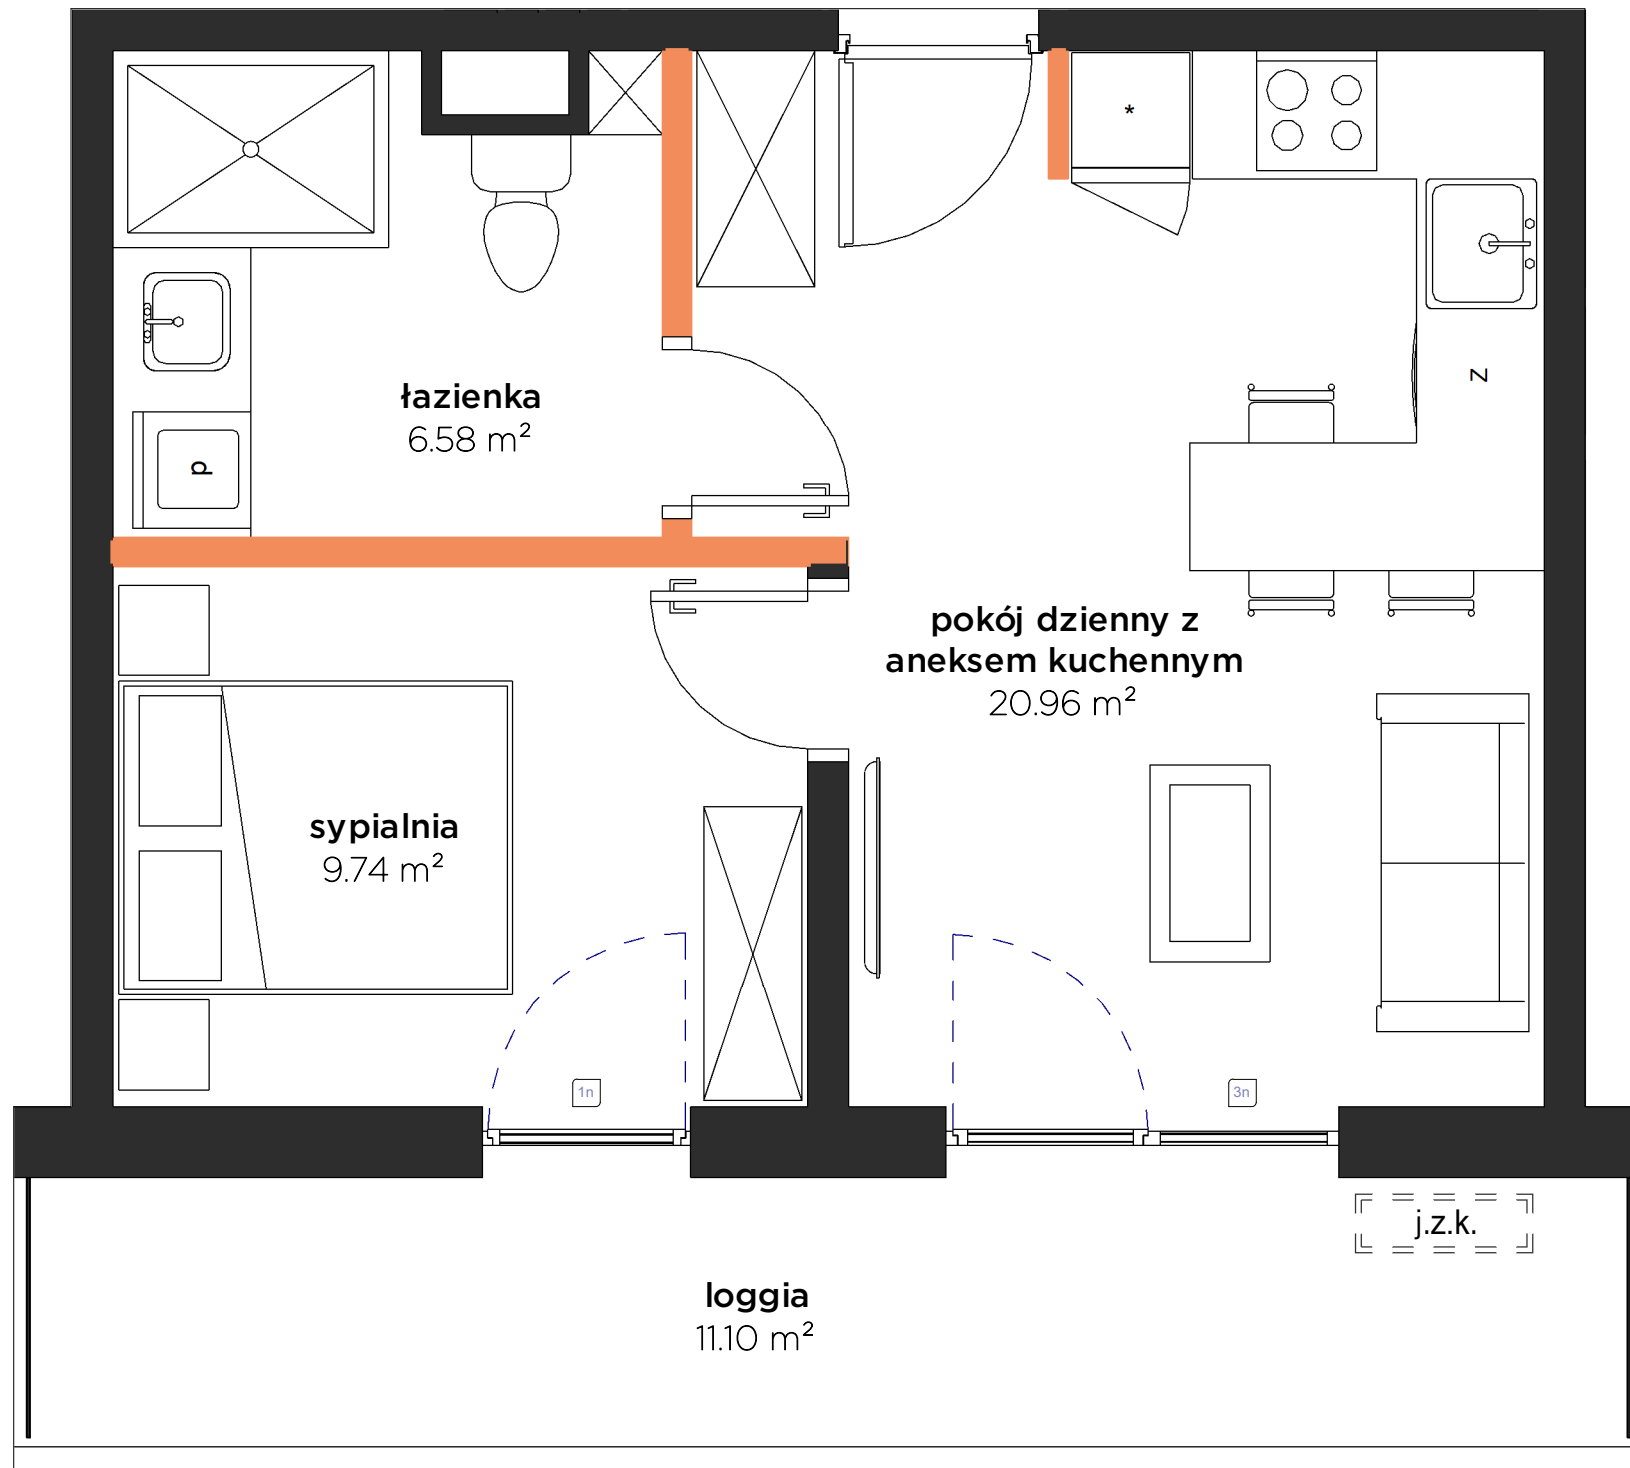 *
z
łazienka
6.58 m²
p
pokój dzienny z
aneksem kuchennym
20.96 m²
sypialnia
9.74 m²
1n
3n
j.z.k.
loggia
11.10 m²